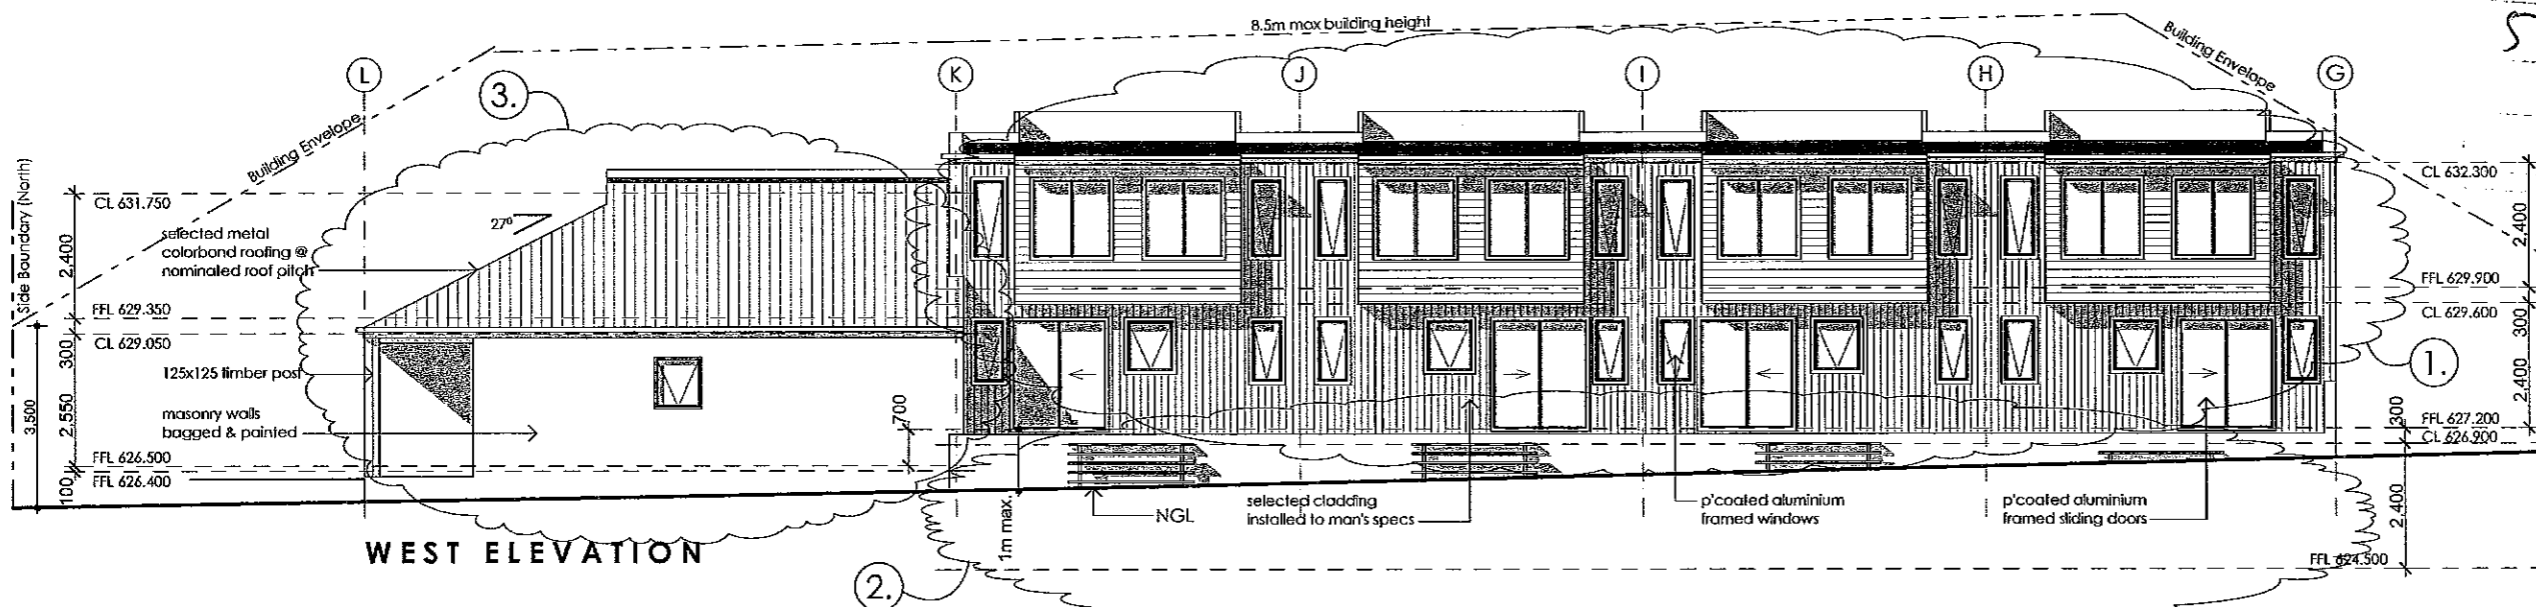 8.5m max building height
Building Envelope
Building Envelope
L
K
J
I
H
G
3.
Side Boundary (North)
CL 631.750
27°
selected metal
colorbond roofing @
nominated roof pitch
2,400
FFL 629.350
CL 629.050
300
125x125 timber post
masonry walls
bagged & painted
2,550
3,500
FFL 626.500
FFL 626.400
100
700
CL 632.300
2,400
FFL 629.900
CL 629.600
300
1.
2,400
FFL 627.200
CL 626.900
300
2,400
FFL 624.500
WEST ELEVATION
2.
1m max.
NGL
selected cladding
installed to man's specs
p'coated aluminium
framed windows
p'coated aluminium
framed sliding doors